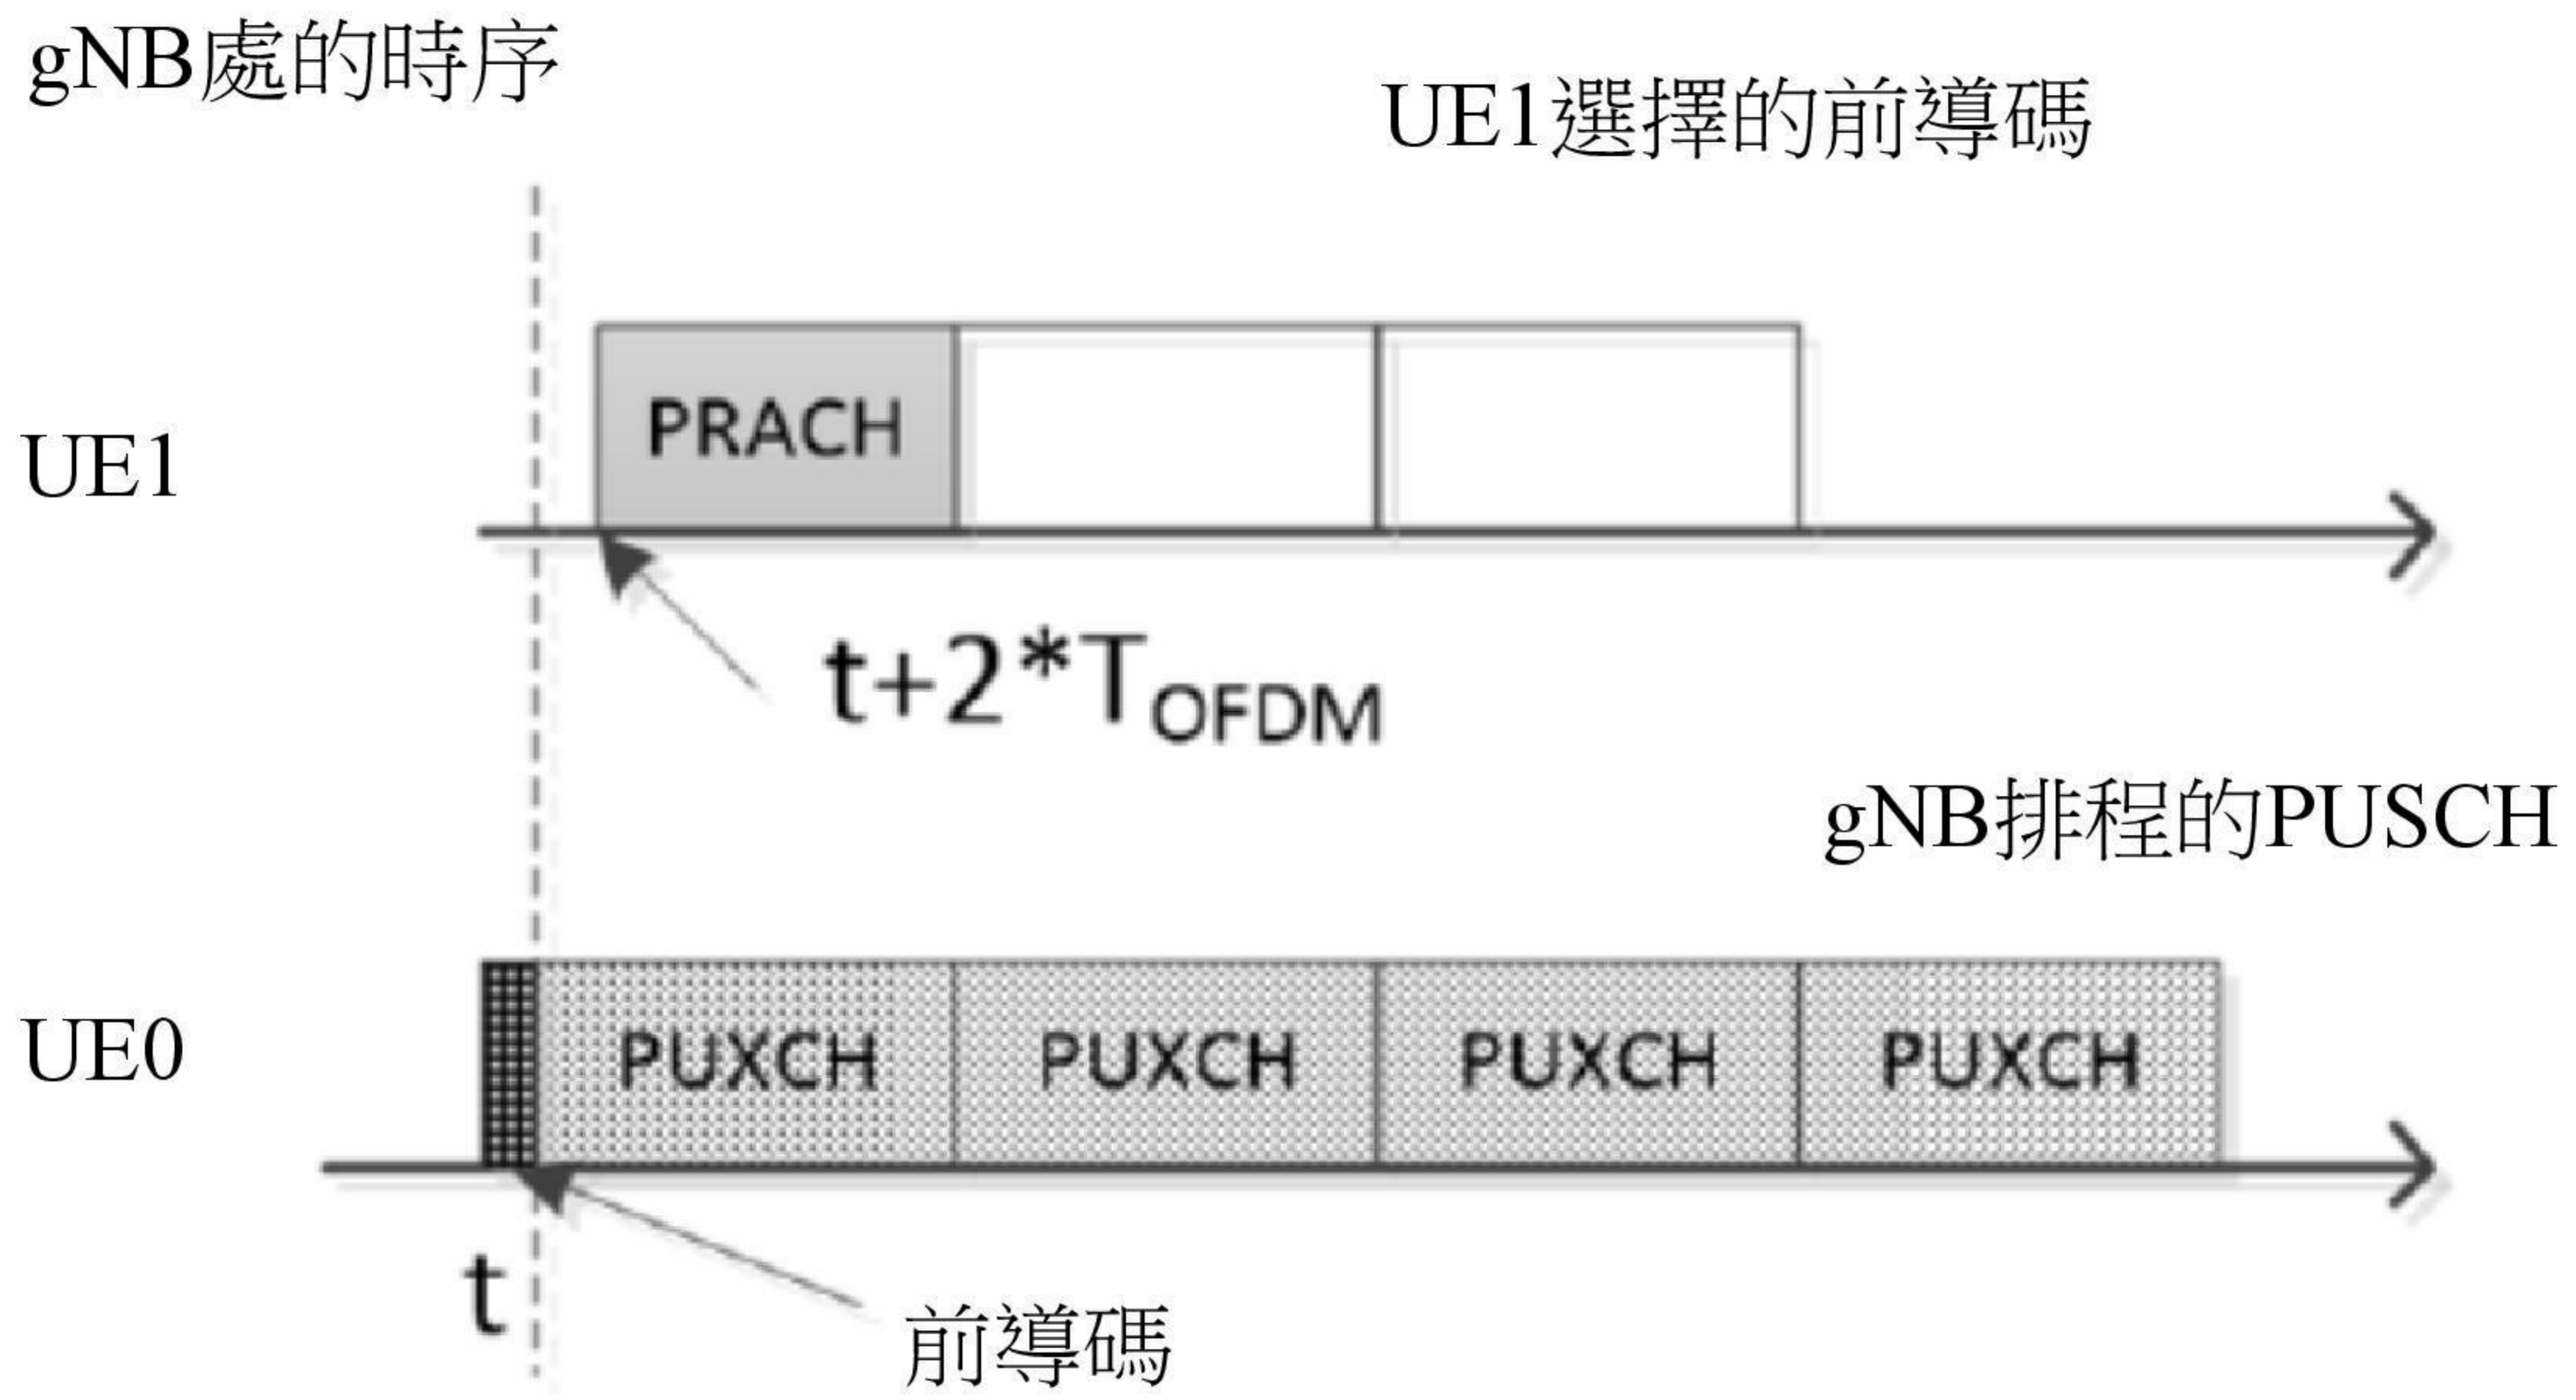 gNB處的時序
UE1選擇的前導碼
UE1
PRACH
t+2*TOFDM
gNB排程的PUSCH
UE0
PUXCH PUXCH PUXCH PUXCH
t
前導碼